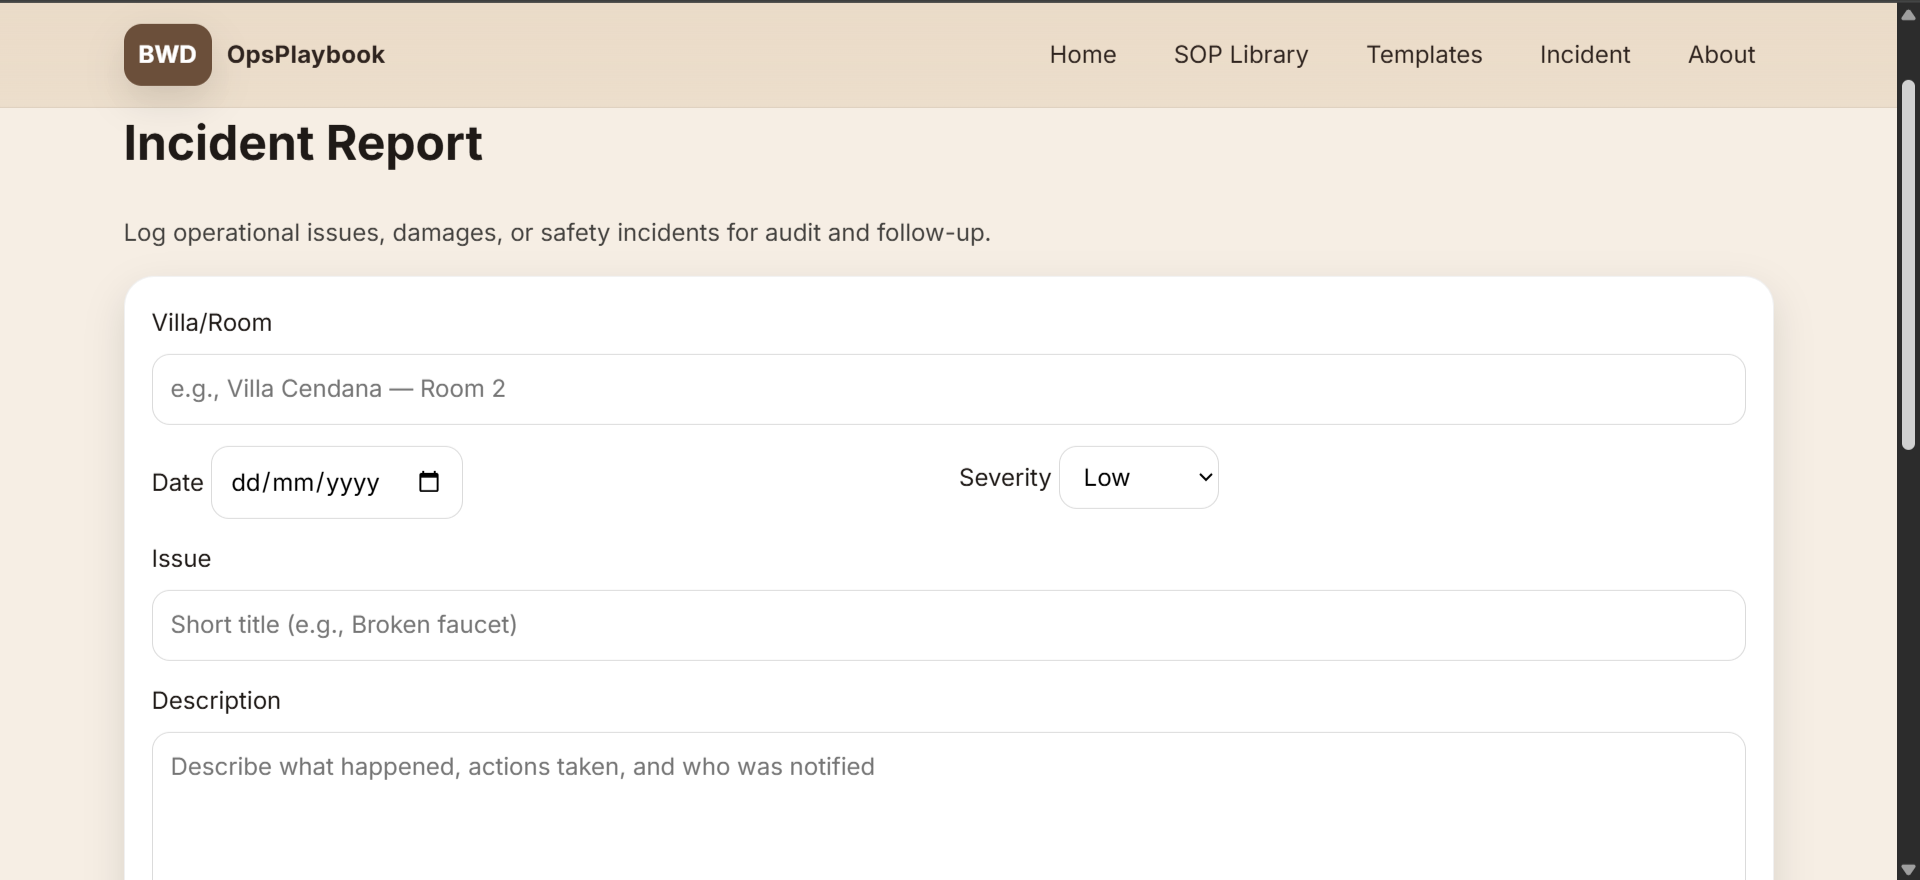 BWD OpsPlaybook Home SOP Library Templates Incident About
Incident Report
Log operational issues, damages, or safety incidents for audit and follow-up.
Villa/Room
e.g., Villa Cendana — Room 2
Date dd/mm/yyyy Severity Low
Issue
Short title (e.g., Broken faucet)
Description
Describe what happened, actions taken, and who was notified